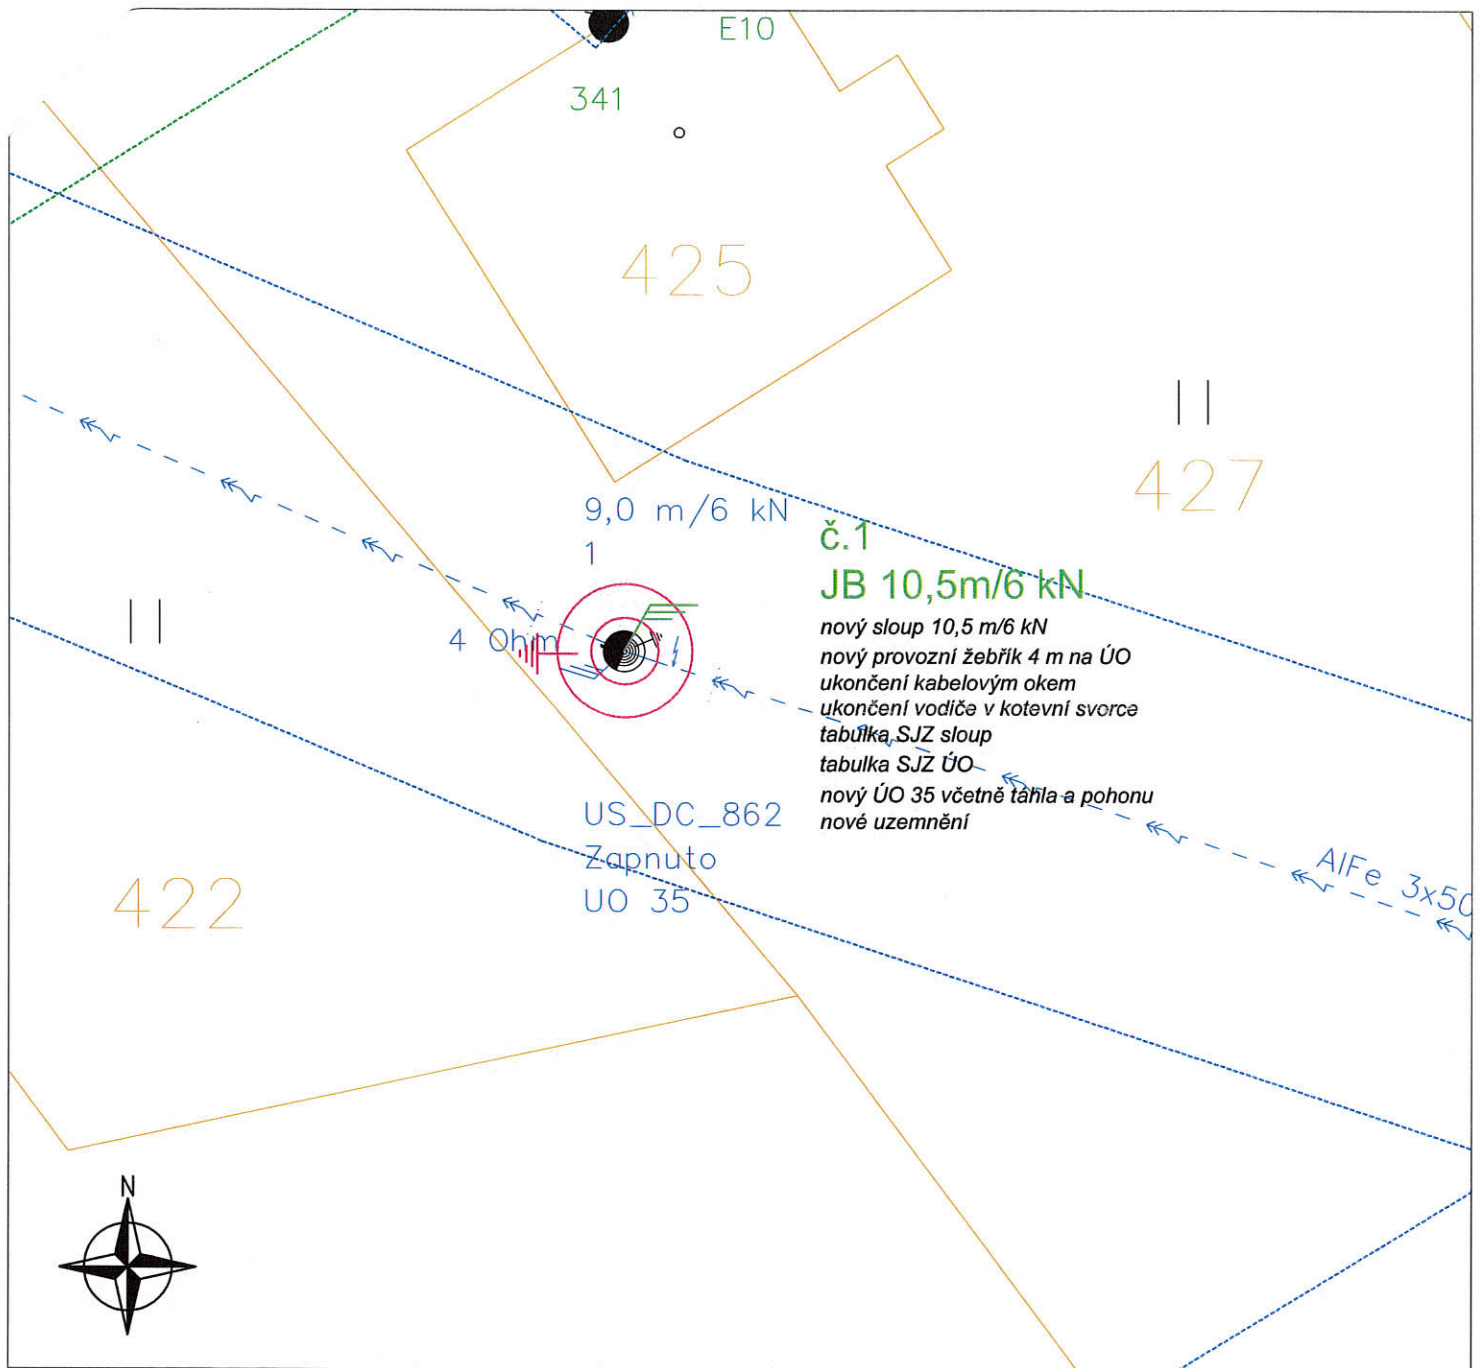 E10
341
425
427
9,0 m/6 kN
1
č.1
JB 10,5m/6 kN
4 Ohm
nový sloup 10,5 m/6 kN
nový provozní žebřík 4 m na ÚO
ukončení kabelovým okem
ukončení vodiče v kotevní svorce
tabulka SJZ sloup
tabulka SJZ ÚO
nový ÚO 35 včetně táhla a pohonu
nové uzemnění
US_DC_862
Zapnuto
UO 35
AlFe 3x50
422
N